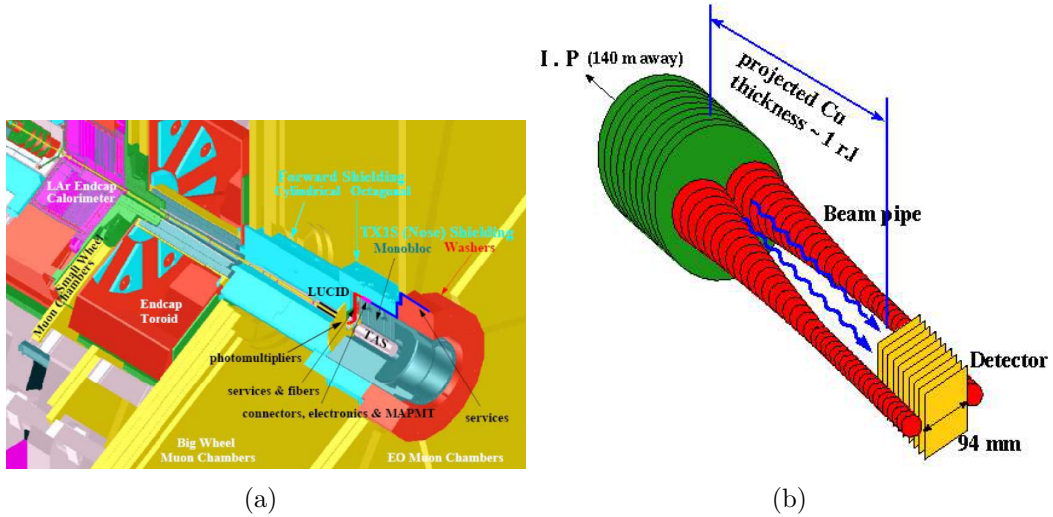 LAr Endcap
Calorimeter
Small Wheel
Muon Chambers
Endcap
Toroid
Forward Shielding
Cylindrical Octagonal
TX1S (Nose) Shielding
Monobloc Washers
LUCID
TAS
photomultipliers
services & fibers
connectors, electronics & MAPMT
services
Big Wheel
Muon Chambers
EO Muon Chambers
(a)
I . P (140 m away)
projected Cu
thickness ~ 1 r.l
Beam pipe
Detector
94 mm
(b)